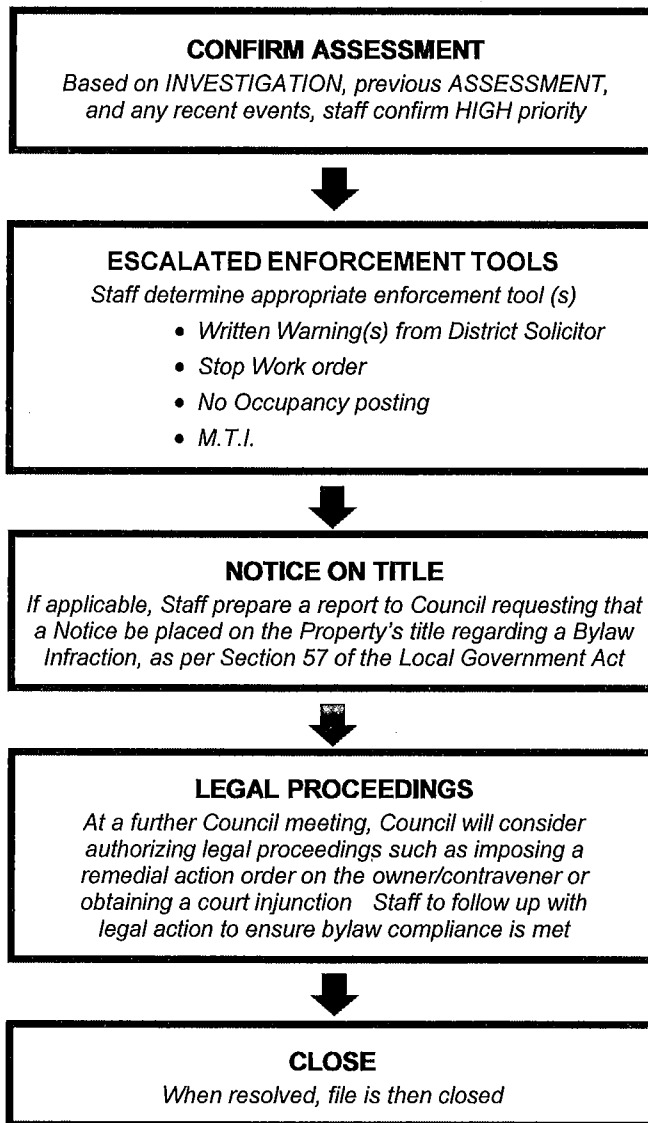 CONFIRM ASSESSMENT
Based on INVESTIGATION, previous ASSESSMENT,
and any recent events, staff confirm HIGH priority
ESCALATED ENFORCEMENT TOOLS
Staff determine appropriate enforcement tool (s)
• Written Warning(s) from District Solicitor
• Stop Work order
• No Occupancy posting
• M.T.I.
NOTICE ON TITLE
If applicable, Staff prepare a report to Council requesting that
a Notice be placed on the Property's title regarding a Bylaw
Infraction, as per Section 57 of the Local Government Act
LEGAL PROCEEDINGS
At a further Council meeting, Council will consider
authorizing legal proceedings such as imposing a
remedial action order on the owner/contravener or
obtaining a court injunction Staff to follow up with
legal action to ensure bylaw compliance is met
CLOSE
When resolved, file is then closed